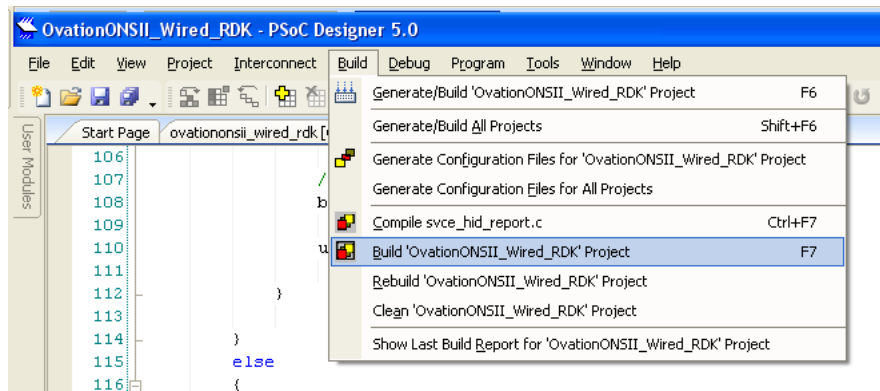 OvationONSII_Wired_RDK - PSoC Designer 5.0
File Edit View Project Interconnect Build Debug Program Tools Window Help
Generate/Build 'OvationONSII_Wired_RDK' Project F6
Generate/Build All Projects Shift+F6
Generate Configuration Files for 'OvationONSII_Wired_RDK' Project
Generate Configuration Files for All Projects
Compile svce_hid_report.c Ctrl+F7
Build 'OvationONSII_Wired_RDK' Project F7
Rebuild 'OvationONSII_Wired_RDK' Project
Clean 'OvationONSII_Wired_RDK' Project
Show Last Build Report for 'OvationONSII_Wired_RDK' Project
User Modules
Start Page ovationonsii_wired_rdk [
106
107 /
108 b
109
110 u
111
112 }
113
114 }
115 else
116 {